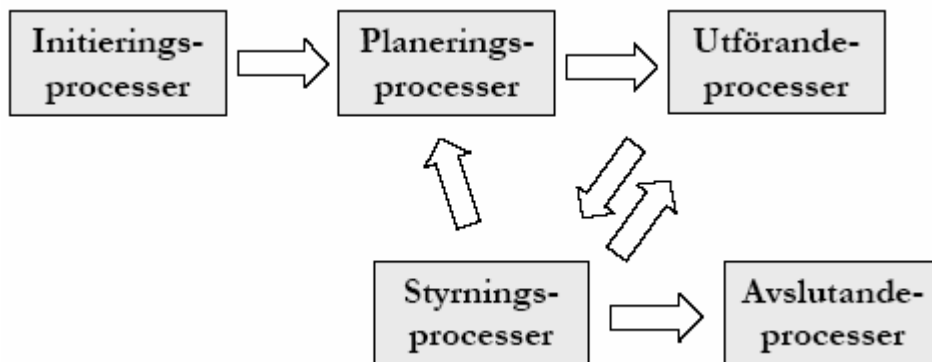 Initierings-
processer
Planerings-
processer
Utförande-
processer
Styrnings-
processer
Avslutande-
processer